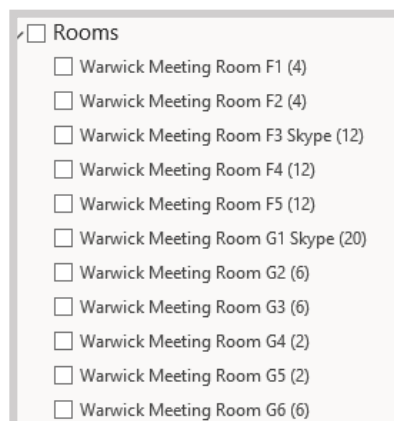 Rooms
Warwick Meeting Room F1 (4)
Warwick Meeting Room F2 (4)
Warwick Meeting Room F3 Skype (12)
Warwick Meeting Room F4 (12)
Warwick Meeting Room F5 (12)
Warwick Meeting Room G1 Skype (20)
Warwick Meeting Room G2 (6)
Warwick Meeting Room G3 (6)
Warwick Meeting Room G4 (2)
Warwick Meeting Room G5 (2)
Warwick Meeting Room G6 (6)